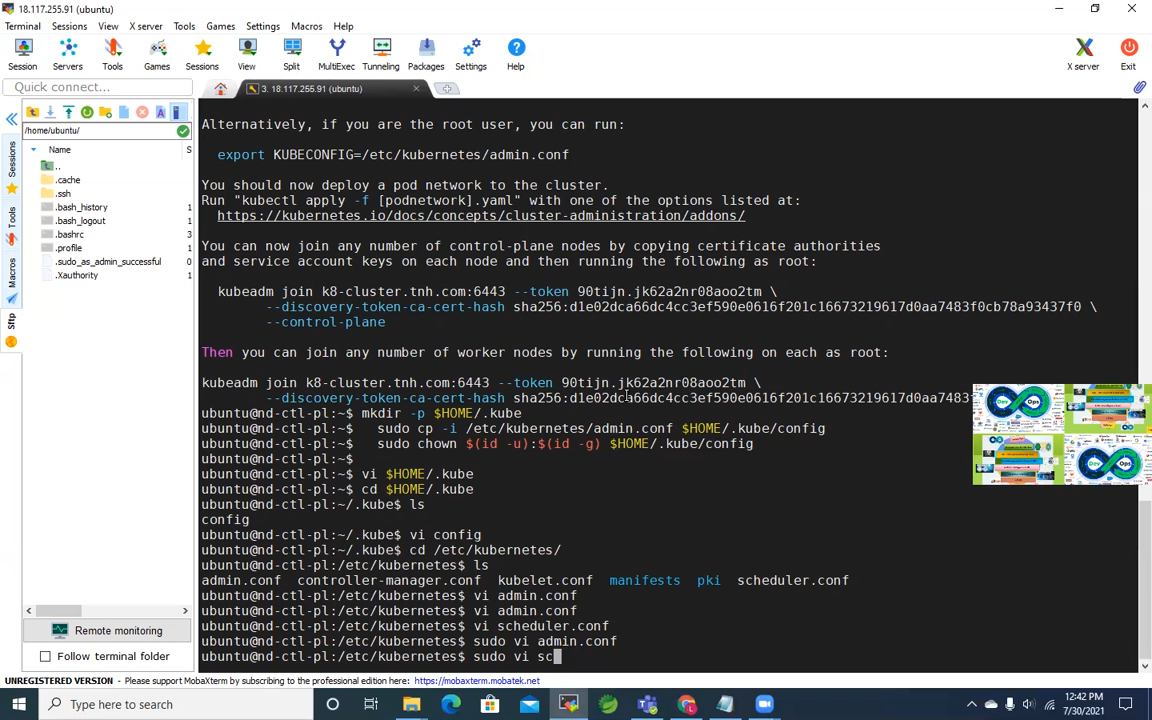 18.117.255.91 (ubuntu)
Terminal Sessions View X server Tools Games Settings Macros Help
Session Servers Tools Games Sessions View Split MultiExec Tunneling Packages Settings Help X server Exit
Quick connect...
3. 18.117.255.91 (ubuntu)
/home/ubuntu/
Sessions
Tools
Macros
Sftp
Name S
..
.cache
.ssh
.bash_history 1
.bash_logout 1
.bashrc 3
.profile 1
.sudo_as_admin_successful 0
.Xauthority 1
Remote monitoring
Follow terminal folder
Alternatively, if you are the root user, you can run:
export KUBECONFIG=/etc/kubernetes/admin.conf
You should now deploy a pod network to the cluster.
Run "kubectl apply -f [podnetwork].yaml" with one of the options listed at:
https://kubernetes.io/docs/concepts/cluster-administration/addons/
You can now join any number of control-plane nodes by copying certificate authorities
and service account keys on each node and then running the following as root:
kubeadm join k8-cluster.tnh.com:6443 --token 90tijn.jk62a2nr08aoo2tm \
--discovery-token-ca-cert-hash sha256:d1e02dca66dc4cc3ef590e0616f201c16673219617d0aa7483f0cb78a93437f0 \
--control-plane
Then you can join any number of worker nodes by running the following on each as root:
kubeadm join k8-cluster.tnh.com:6443 --token 90tijn.jk62a2nr08aoo2tm \
--discovery-token-ca-cert-hash sha256:d1e02dca66dc4cc3ef590e0616f201c16673219617d0aa7483
ubuntu@nd-ctl-pl:~$ mkdir -p $HOME/.kube
ubuntu@nd-ctl-pl:~$ sudo cp -i /etc/kubernetes/admin.conf $HOME/.kube/config
ubuntu@nd-ctl-pl:~$ sudo chown $(id -u):$(id -g) $HOME/.kube/config
ubuntu@nd-ctl-pl:~$
ubuntu@nd-ctl-pl:~$ vi $HOME/.kube
ubuntu@nd-ctl-pl:~$ cd $HOME/.kube
ubuntu@nd-ctl-pl:~/.kube$ ls
config
ubuntu@nd-ctl-pl:~/.kube$ vi config
ubuntu@nd-ctl-pl:~/.kube$ cd /etc/kubernetes/
ubuntu@nd-ctl-pl:/etc/kubernetes$ ls
admin.conf controller-manager.conf kubelet.conf manifests pki scheduler.conf
ubuntu@nd-ctl-pl:/etc/kubernetes$ vi admin.conf
ubuntu@nd-ctl-pl:/etc/kubernetes$ vi admin.conf
ubuntu@nd-ctl-pl:/etc/kubernetes$ vi scheduler.conf
ubuntu@nd-ctl-pl:/etc/kubernetes$ sudo vi admin.conf
ubuntu@nd-ctl-pl:/etc/kubernetes$ sudo vi sc
Dev Ops
UNREGISTERED VERSION - Please support MobaXterm by subscribing to the professional edition here: https://mobaxterm.mobatek.net
Type here to search
12:42 PM
7/30/2021